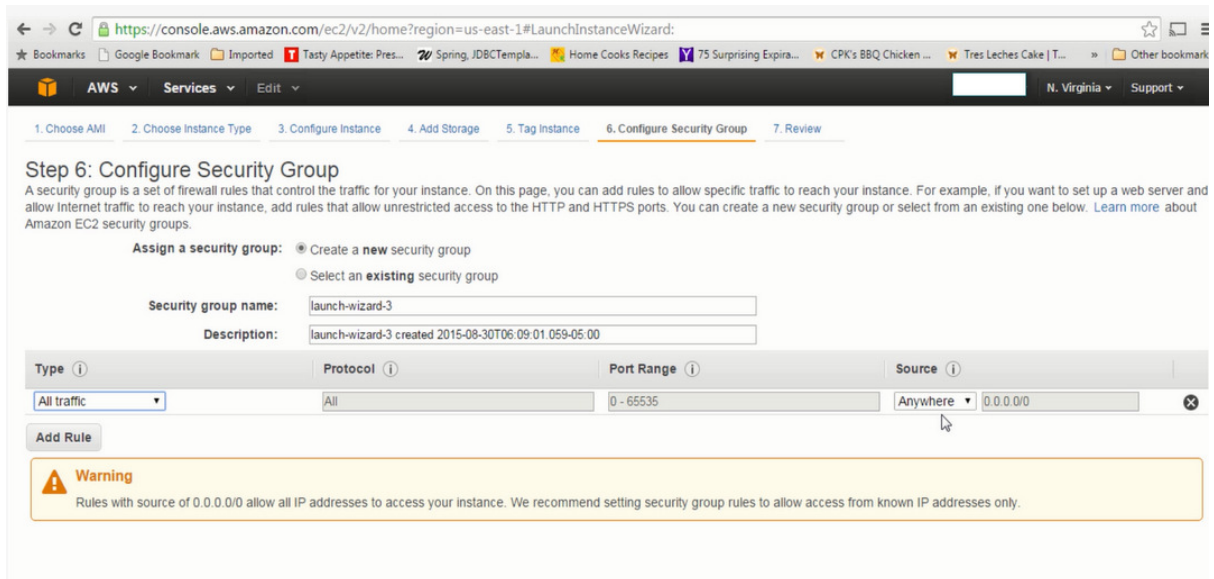 https://console.aws.amazon.com/ec2/v2/home?region=us-east-1#LaunchInstanceWizard:
Bookmarks Google Bookmark Imported Tasty Appetite: Pres... Spring, JDBCTempla... Home Cooks Recipes 75 Surprising Expira... CPK's BBQ Chicken ... Tres Leches Cake | T... » Other bookmark
AWS Services Edit N. Virginia Support
1. Choose AMI 2. Choose Instance Type 3. Configure Instance 4. Add Storage 5. Tag Instance 6. Configure Security Group 7. Review
Step 6: Configure Security Group
A security group is a set of firewall rules that control the traffic for your instance. On this page, you can add rules to allow specific traffic to reach your instance. For example, if you want to set up a web server and
allow Internet traffic to reach your instance, add rules that allow unrestricted access to the HTTP and HTTPS ports. You can create a new security group or select from an existing one below. Learn more about
Amazon EC2 security groups.
Assign a security group: Create a new security group
Select an existing security group
Security group name: launch-wizard-3
Description: launch-wizard-3 created 2015-08-30T06:09:01.059-05:00
Type i Protocol i Port Range i Source i
All traffic All 0 - 65535 Anywhere 0.0.0.0/0
Add Rule
Warning
Rules with source of 0.0.0.0/0 allow all IP addresses to access your instance. We recommend setting security group rules to allow access from known IP addresses only.